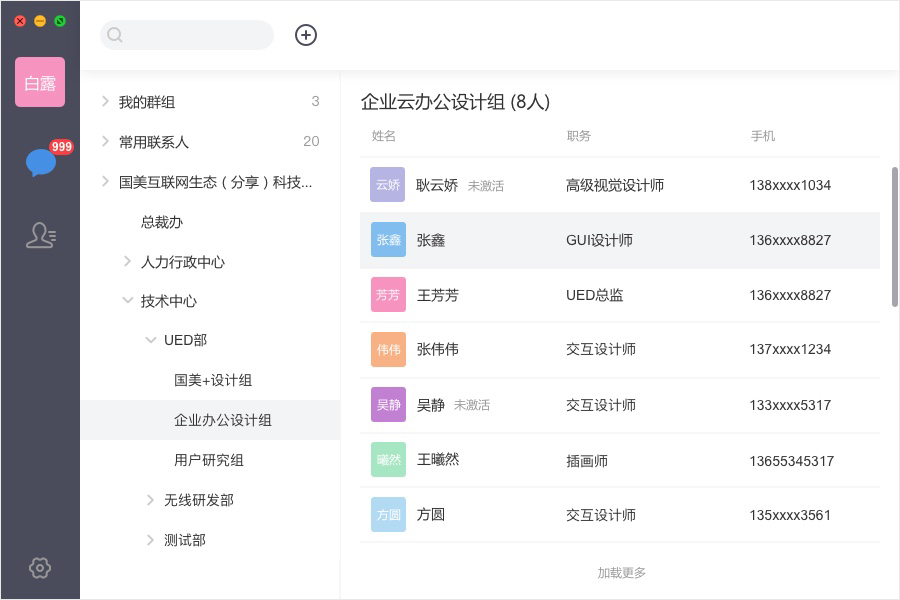 白露
999
我的群组 3
常用联系人 20
国美互联网生态（分享）科技...
总裁办
人力行政中心
技术中心
UED部
国美+设计组
企业办公设计组
用户研究组
无线研发部
测试部
企业云办公设计组 (8人)
姓名 职务 手机
云娇 耿云娇 未激活 高级视觉设计师 138xxxx1034
张鑫 张鑫 GUI设计师 136xxxx8827
芳芳 王芳芳 UED总监 136xxxx8827
伟伟 张伟伟 交互设计师 137xxxx1234
吴静 吴静 未激活 交互设计师 133xxxx5317
曦然 王曦然 插画师 13655345317
方圆 方圆 交互设计师 135xxxx3561
加载更多